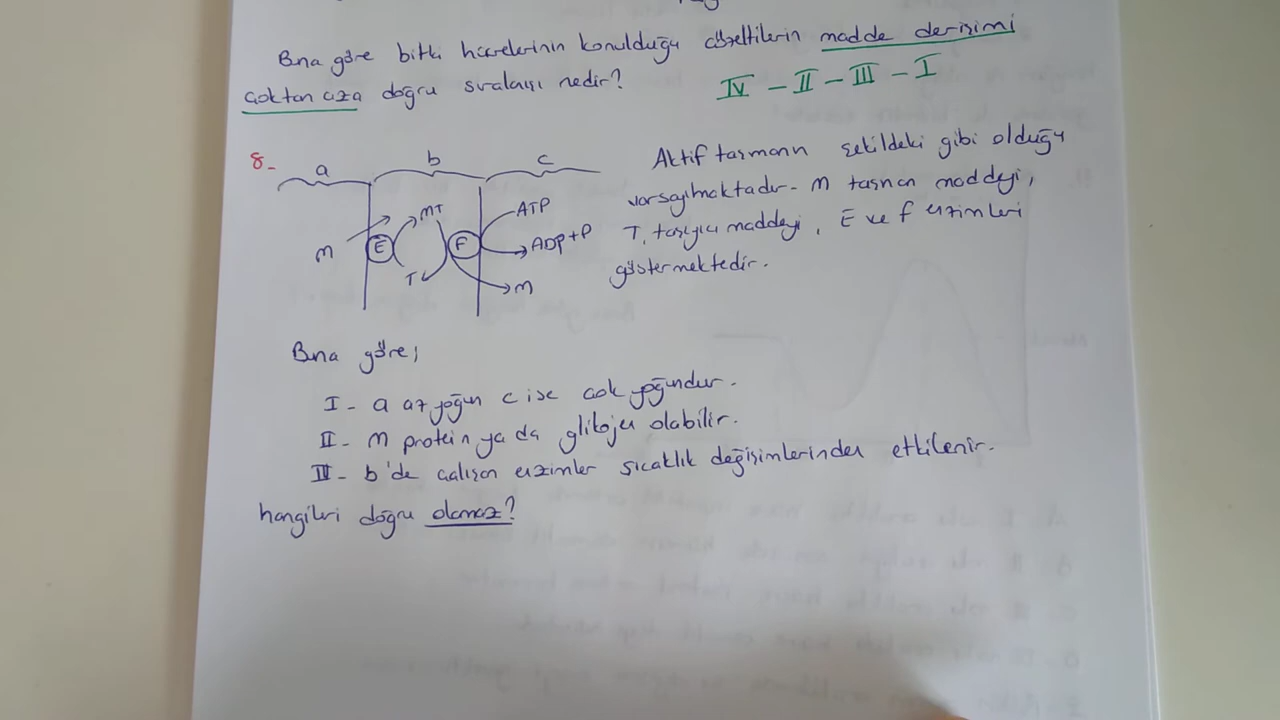 Buna göre bitki hücrelerinin konulduğu çözeltilerin madde derişimi
çoktan aza doğru sıralanışı nedir? IV - II - III - I
8-
a b c
M E MT T F ATP ADP+P M
Aktif taşımanın şekildeki gibi olduğu
varsayılmaktadır. M taşınan maddeyi,
T, taşıyıcı maddeyi, E ve F enzimleri
göstermektedir.
Buna göre;
I- a az yoğun c ise çok yoğundur.
II- M protein ya da glikojen olabilir.
III- b'de çalışan enzimler sıcaklık değişimlerinden etkilenir.
hangileri doğru olamaz?